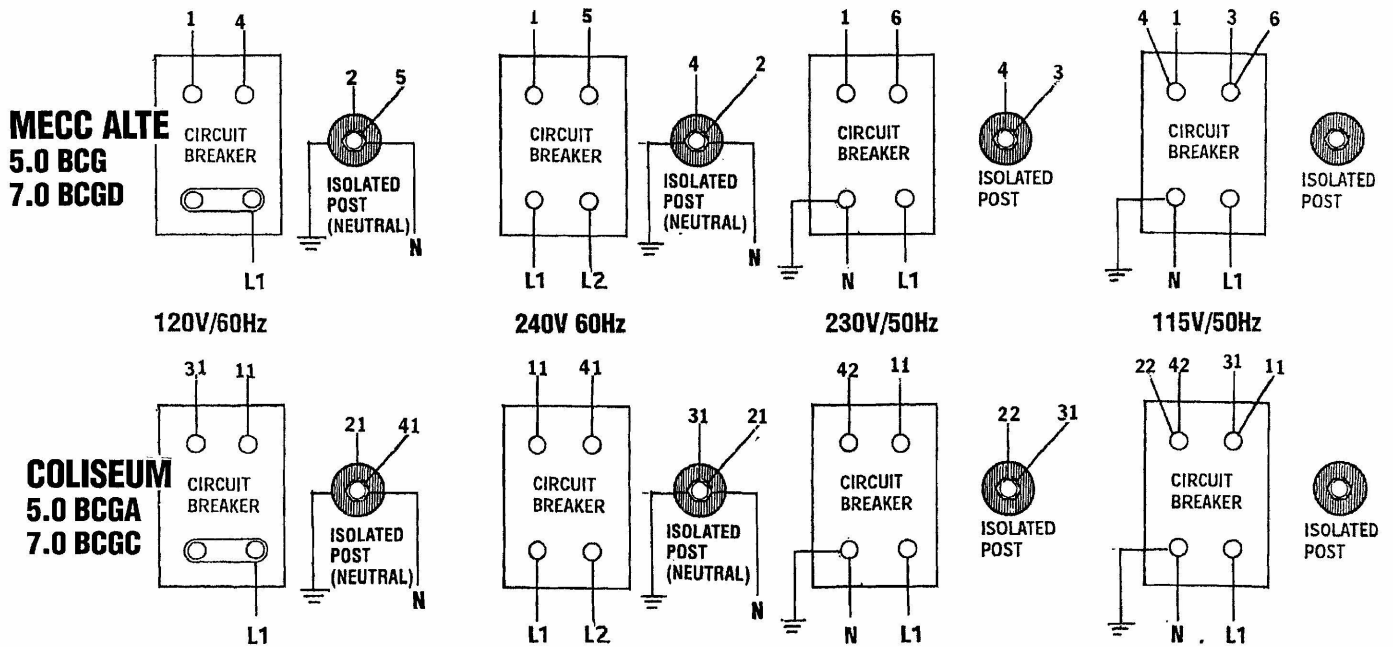 1 4 1 5 1 6 4 1 3 6
2 5 4 2 4 3
MECC ALTE
5.0 BCG
7.0 BCGD
CIRCUIT
BREAKER
ISOLATED
POST
(NEUTRAL)
N
L1
CIRCUIT
BREAKER
ISOLATED
POST
(NEUTRAL)
N
L1 L2
CIRCUIT
BREAKER
ISOLATED
POST
N L1
CIRCUIT
BREAKER
ISOLATED
POST
N L1
120V/60Hz 240V 60Hz 230V/50Hz 115V/50Hz
31 11 11 41 42 11 22 42 31 11
21 41 31 21 22 31
COLISEUM
5.0 BCGA
7.0 BCGC
CIRCUIT
BREAKER
ISOLATED
POST
(NEUTRAL)
N
L1
CIRCUIT
BREAKER
ISOLATED
POST
(NEUTRAL)
N
L1 L2
CIRCUIT
BREAKER
ISOLATED
POST
N L1
CIRCUIT
BREAKER
ISOLATED
POST
N L1